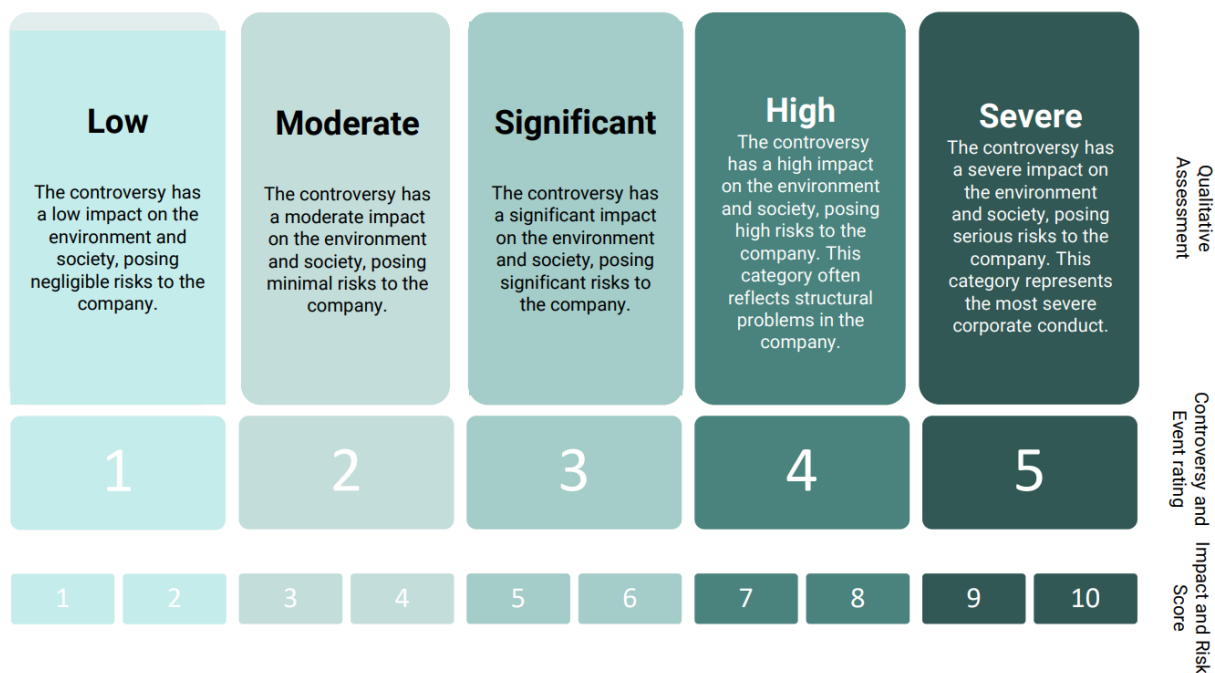 Low
The controversy has
a low impact on the
environment and
society, posing
negligible risks to the
company.
Moderate
The controversy has
a moderate impact
on the environment
and society, posing
minimal risks to the
company.
Significant
The controversy has
a significant impact
on the environment
and society, posing
significant risks to
the company.
High
The controversy
has a high impact
on the environment
and society, posing
high risks to the
company. This
category often
reflects structural
problems in the
company.
Severe
The controversy has
a severe impact on
the environment
and society, posing
serious risks to the
company. This
category represents
the most severe
corporate conduct.
Qualitative
Assessment
1
2
3
4
5
Controversy and
Event rating
1
2
3
4
5
6
7
8
9
10
Impact and Risk
Score